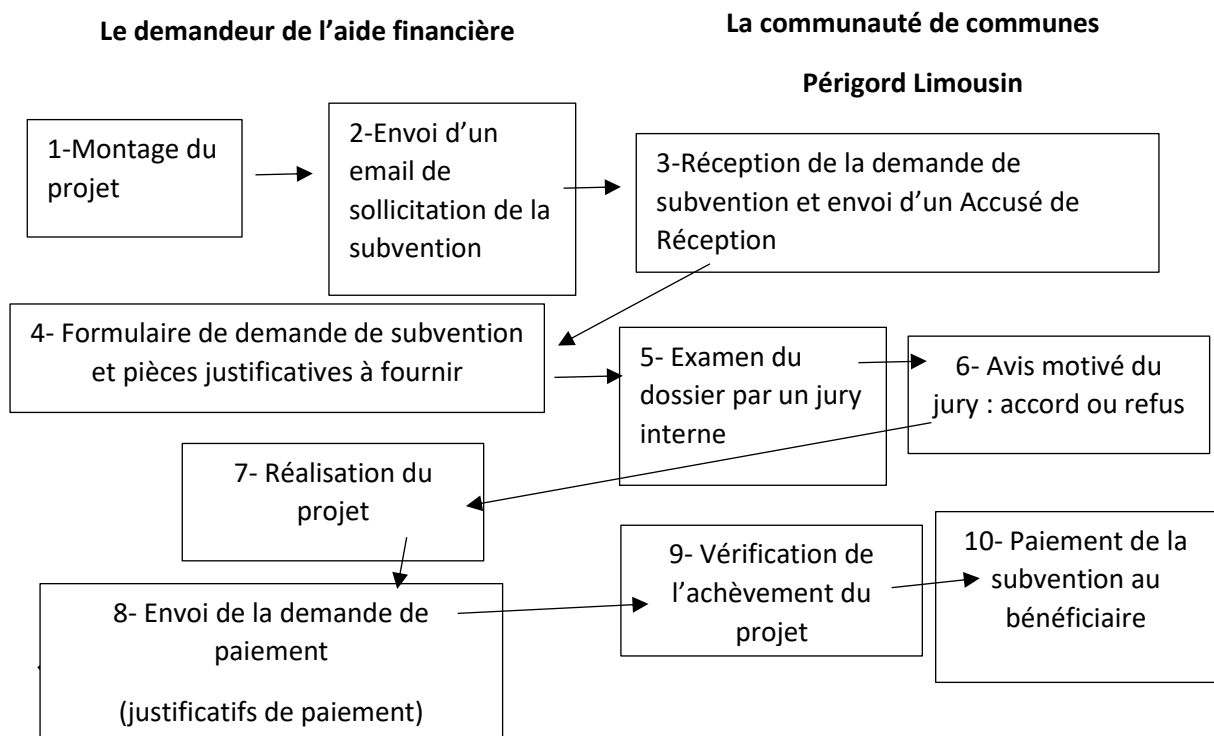 Le demandeur de l’aide financière
La communauté de communes
Périgord Limousin
1-Montage du
projet
2-Envoi d’un
email de
sollicitation de la
subvention
3-Réception de la demande de
subvention et envoi d’un Accusé de
Réception
4- Formulaire de demande de subvention
et pièces justificatives à fournir
5- Examen du
dossier par un jury
interne
6- Avis motivé du
jury : accord ou refus
7- Réalisation du
projet
8- Envoi de la demande de
paiement
(justificatifs de paiement)
9- Vérification de
l’achèvement du
projet
10- Paiement de la
subvention au
bénéficiaire